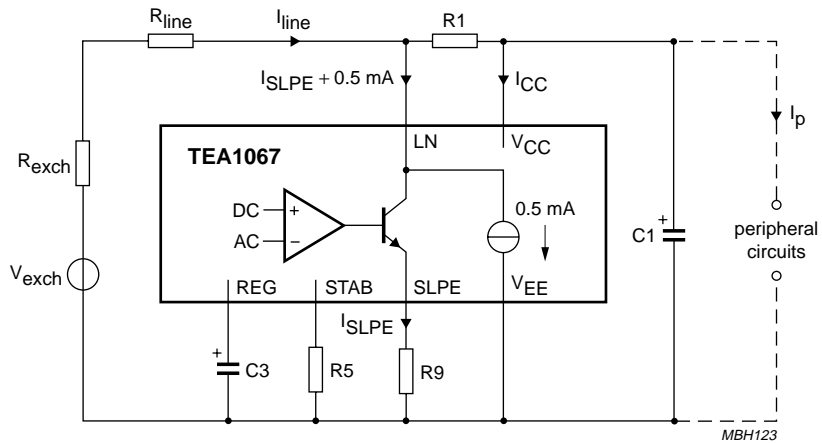 Rline
Iline
R1
ISLPE + 0.5 mA
ICC
Ip
LN
VCC
TEA1067
Rexch
DC
+
0.5 mA
AC
−
+
C1
peripheral
circuits
Vexch
REG
STAB
SLPE
VEE
ISLPE
+
C3
R5
R9
MBH123